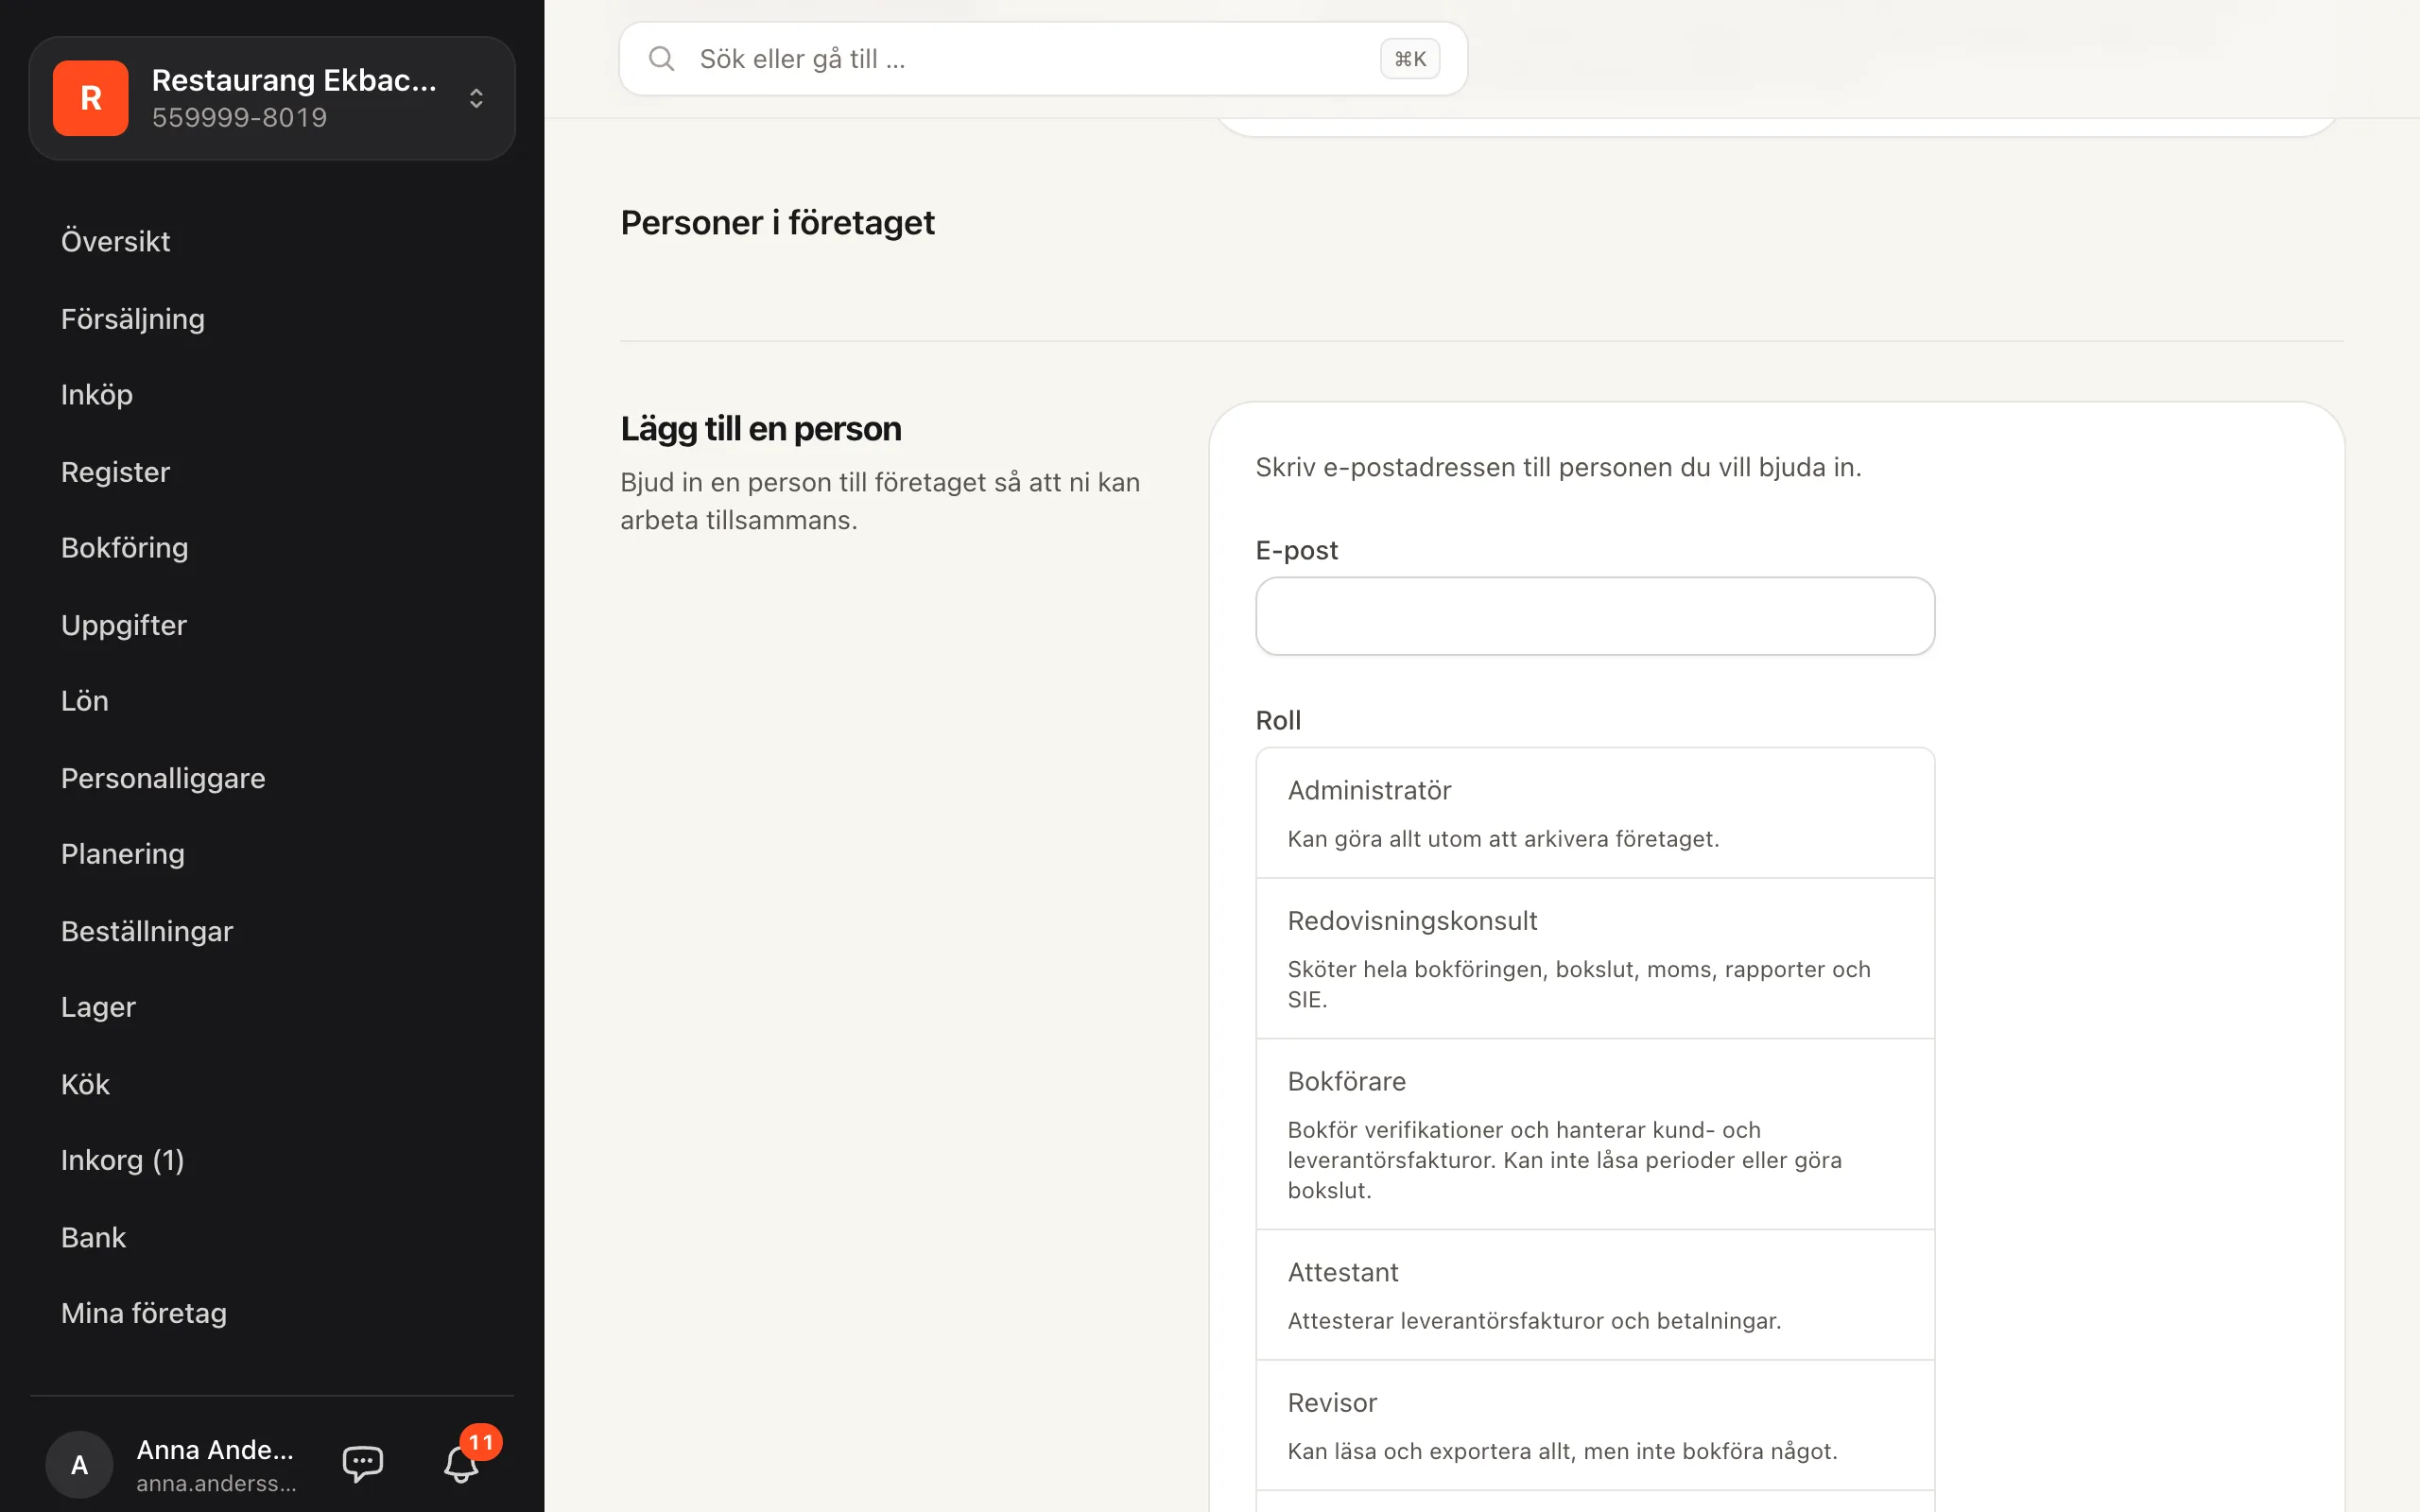 R
Restaurang Ekbac...
559999-8019
Översikt
Försäljning
Inköp
Register
Bokföring
Uppgifter
Lön
Personalliggare
Planering
Beställningar
Lager
Kök
Inkorg (1)
Bank
Mina företag
A
Anna Ande...
anna.anderss...
11
Sök eller gå till ...
⌘K
Personer i företaget
Lägg till en person
Bjud in en person till företaget så att ni kan
arbeta tillsammans.
Skriv e-postadressen till personen du vill bjuda in.
E-post
Roll
Administratör
Kan göra allt utom att arkivera företaget.
Redovisningskonsult
Sköter hela bokföringen, bokslut, moms, rapporter och
SIE.
Bokförare
Bokför verifikationer och hanterar kund- och
leverantörsfakturor. Kan inte låsa perioder eller göra
bokslut.
Attestant
Attesterar leverantörsfakturor och betalningar.
Revisor
Kan läsa och exportera allt, men inte bokföra något.